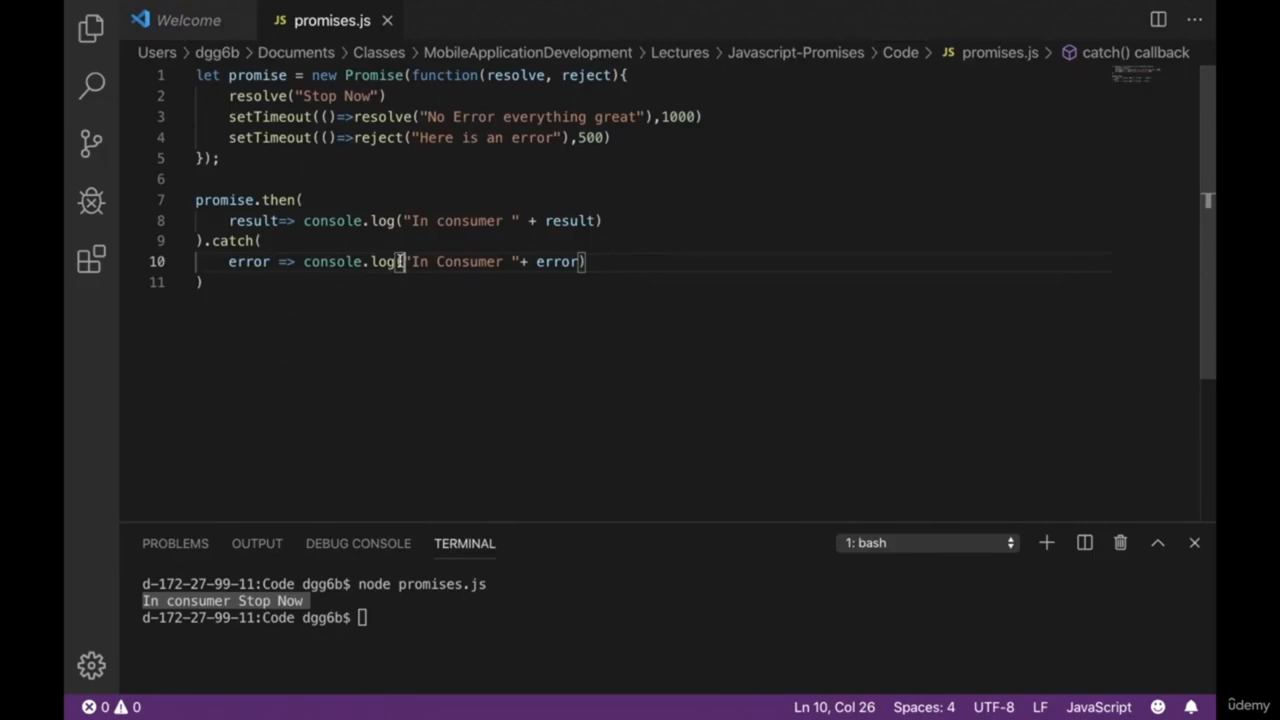 Welcome
JS promises.js
Users > dgg6b > Documents > Classes > MobileApplicationDevelopment > Lectures > Javascript-Promises > Code > JS promises.js > catch() callback
1 let promise = new Promise(function(resolve, reject){
2 resolve("Stop Now")
3 setTimeout(()=>resolve("No Error everything great"),1000)
4 setTimeout(()=>reject("Here is an error"),500)
5 });
6
7 promise.then(
8 result=> console.log("In consumer " + result)
9 ).catch(
10 error => console.log("In Consumer "+ error)
11 )
PROBLEMS OUTPUT DEBUG CONSOLE TERMINAL 1: bash
d-172-27-99-11:Code dgg6b$ node promises.js
In consumer Stop Now
d-172-27-99-11:Code dgg6b$
0 0 Ln 10, Col 26 Spaces: 4 UTF-8 LF JavaScript
ûdemy